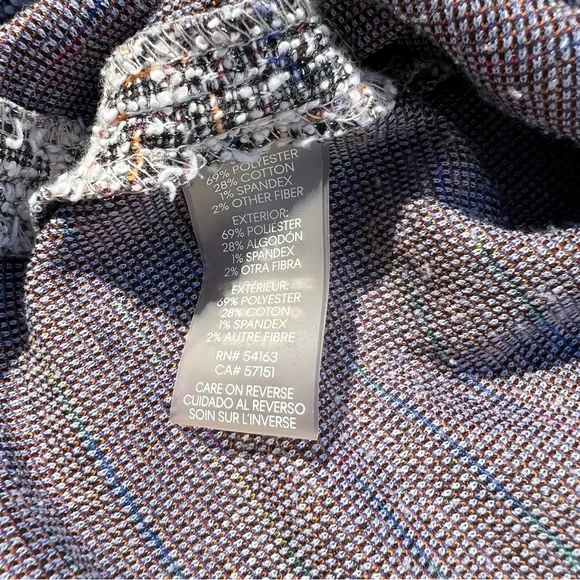 69% POLYESTER
28% COTTON
1% SPANDEX
2% OTHER FIBER
EXTERIOR:
69% POLIÉSTER
28% ALGODÓN
1% SPANDEX
2% OTRA FIBRA
EXTÉRIEUR:
69% POLYESTER
28% COTON
1% SPANDEX
2% AUTRE FIBRE
RN# 54163
CA# 57151
CARE ON REVERSE
CUIDADO AL REVERSO
SOIN SUR L'INVERSE